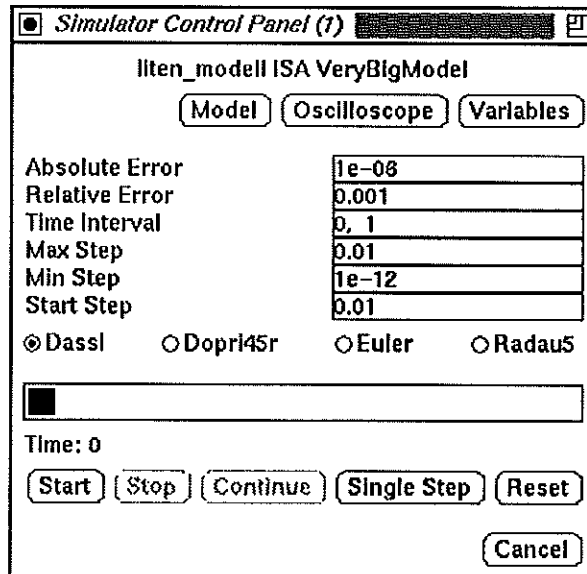 Simulator Control Panel (1)
liten_modell ISA VeryBigModel
Model Oscilloscope Variables
Absolute Error 1e-06
Relative Error 0.001
Time Interval 0, 1
Max Step 0.01
Min Step 1e-12
Start Step 0.01
Dassl Dopri45r Euler Radau5
Time: 0
Start Stop Continue Single Step Reset
Cancel